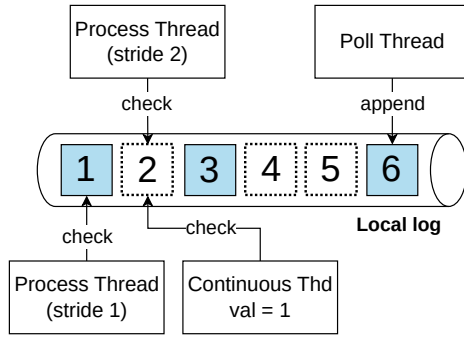 Process Thread
(stride 2)
Poll Thread
check
append
1 2 3 4 5 6
Local log
check
check
Process Thread
(stride 1)
Continuous Thd
val = 1